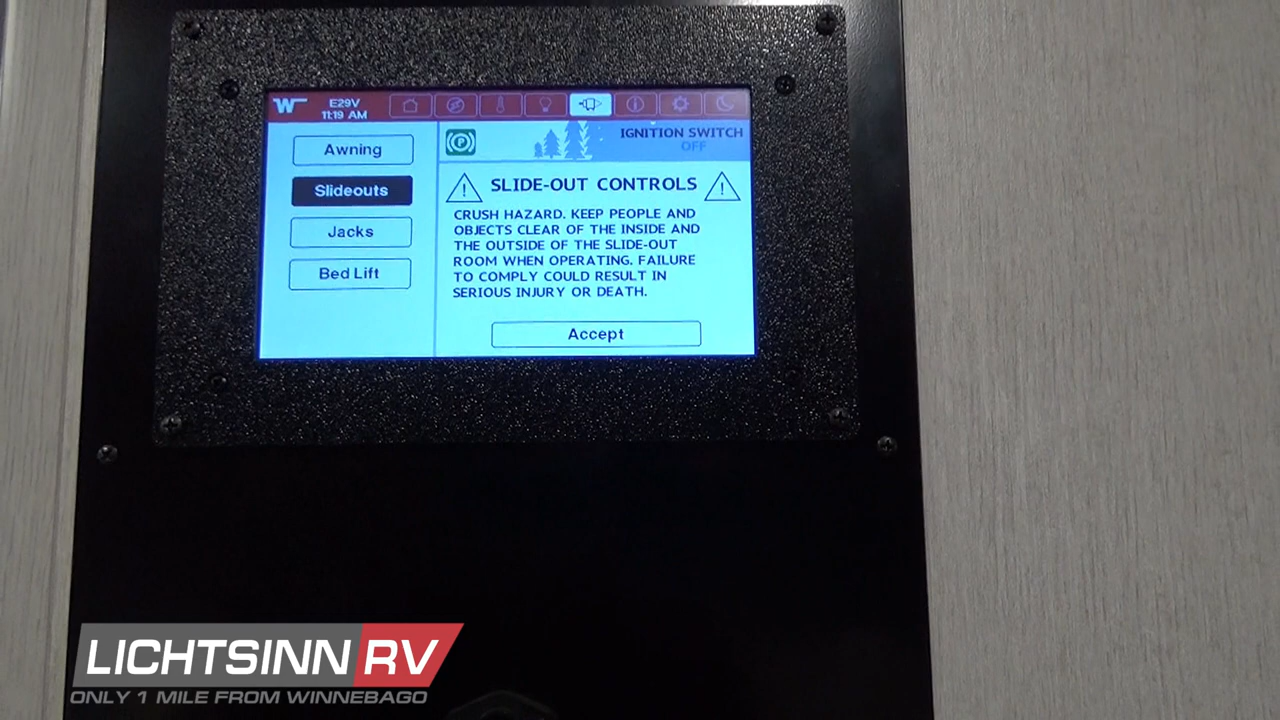 W
E29V
11:19 AM
Awning
Slideouts
Jacks
Bed Lift
P
IGNITION SWITCH
OFF
! SLIDE-OUT CONTROLS !
CRUSH HAZARD. KEEP PEOPLE AND
OBJECTS CLEAR OF THE INSIDE AND
THE OUTSIDE OF THE SLIDE-OUT
ROOM WHEN OPERATING. FAILURE
TO COMPLY COULD RESULT IN
SERIOUS INJURY OR DEATH.
Accept
LICHTSINN RV
ONLY 1 MILE FROM WINNEBAGO